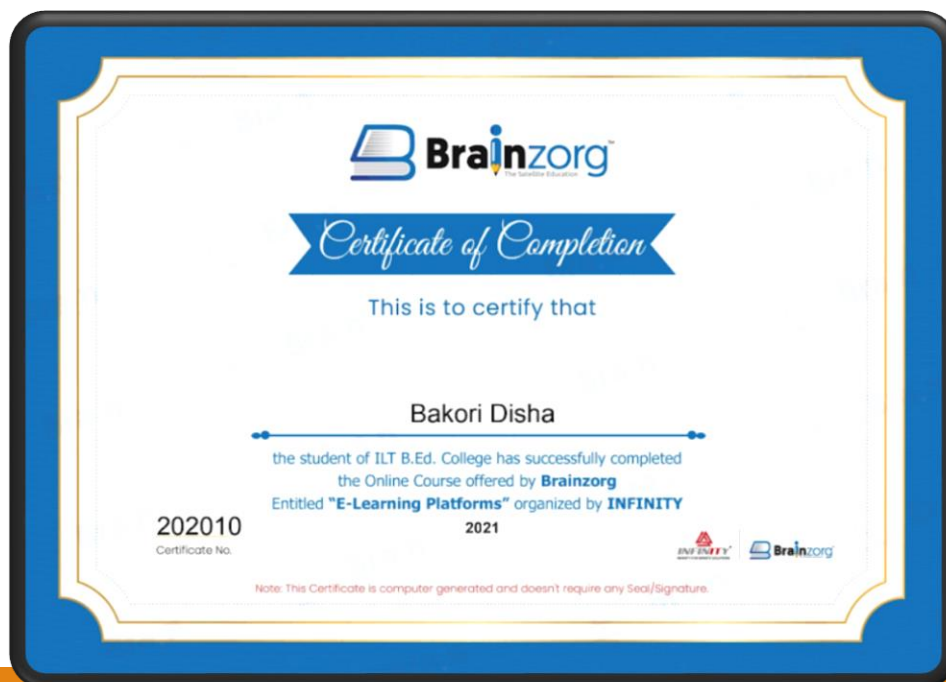 Brainzorg™
The Satellite Education
Certificate of Completion
This is to certify that
Bakori Disha
the student of ILT B.Ed. College has successfully completed
the Online Course offered by Brainzorg
Entitled “E-Learning Platforms” organized by INFINITY
2021
202010
Certificate No.
INFINITY
Brainzorg
Note: This Certificate is computer generated and doesn't require any Seal/Signature.